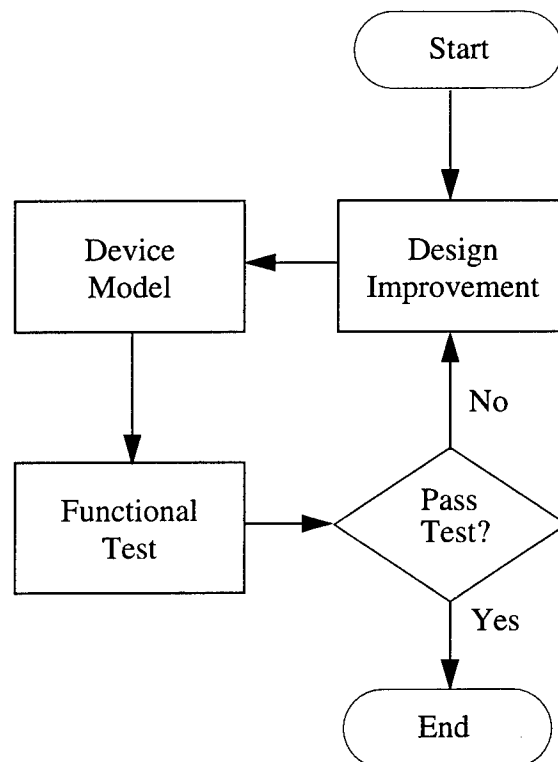 Start
Design
Improvement
Device
Model
Functional
Test
Pass
Test?
No
Yes
End